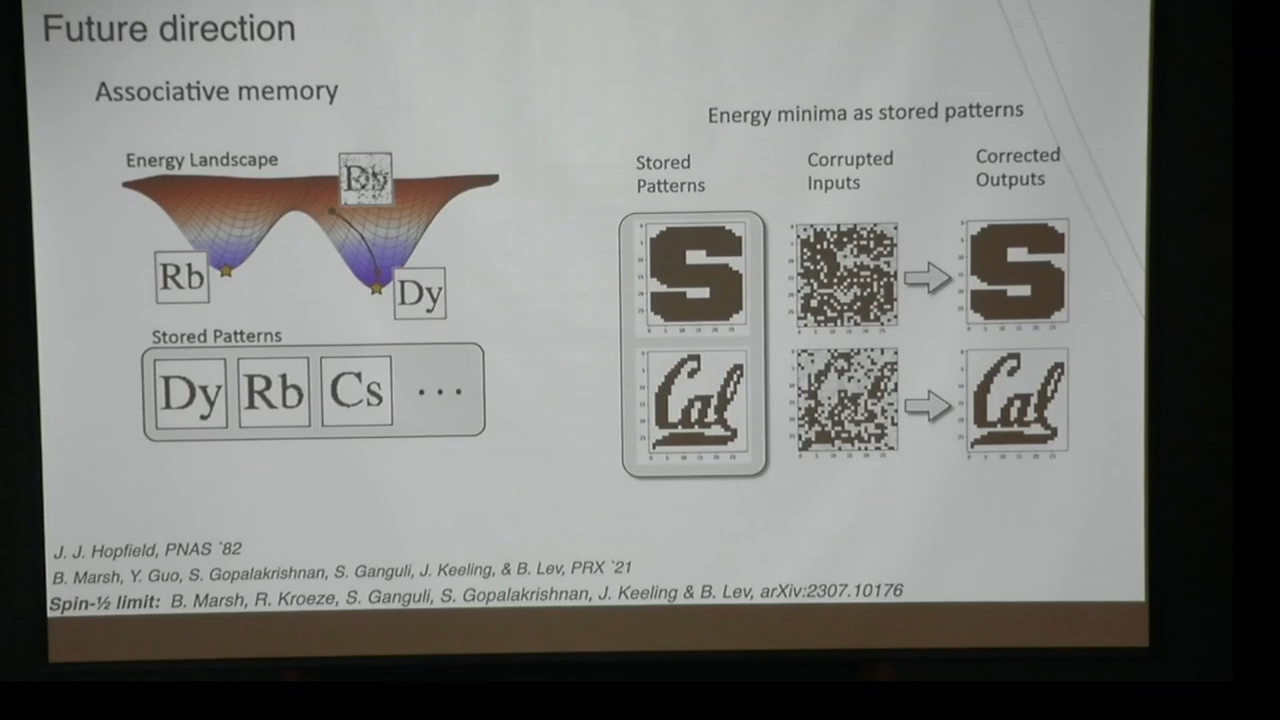 Future direction
Associative memory
Energy Landscape
Dy
Rb
Dy
Stored Patterns
Dy Rb Cs ...
Energy minima as stored patterns
Stored
Patterns
Corrupted
Inputs
Corrected
Outputs
S
S
Cal
Cal
J. J. Hopfield, PNAS `82
B. Marsh, Y. Guo, S. Gopalakrishnan, S. Ganguli, J. Keeling, & B. Lev, PRX `21
Spin-½ limit: B. Marsh, R. Kroeze, S. Ganguli, S. Gopalakrishnan, J. Keeling & B. Lev, arXiv:2307.10176